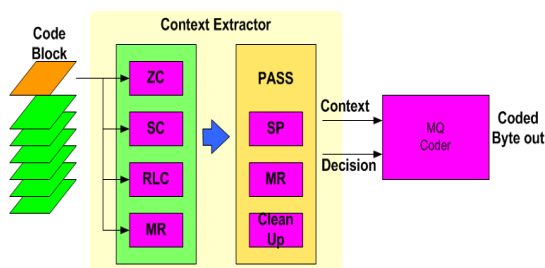 Context Extractor
Code
Block
ZC
SC
RLC
MR
PASS
SP
MR
Clean
Up
Context
Decision
MQ
Coder
Coded
Byte out